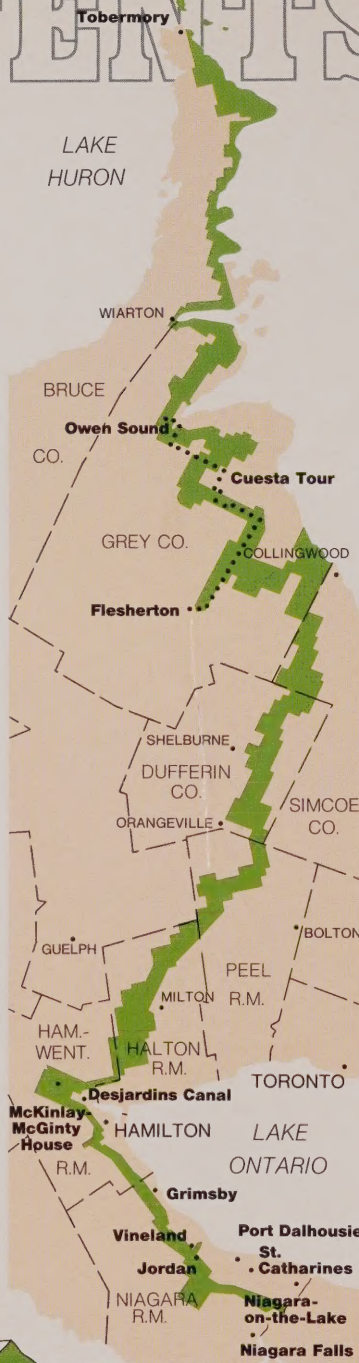 ENTS
Tobermory
LAKE
HURON
WIARTON
BRUCE
CO.
Owen Sound
Cuesta Tour
GREY CO.
COLLINGWOOD
Flesherton
SHELBURNE
DUFFERIN
CO.
SIMCOE
CO.
ORANGEVILLE
BOLTON
GUELPH
PEEL
R.M.
MILTON
HAM.-
WENT.
HALTON
R.M.
TORONTO
Desjardins Canal
McKinlay-
McGinty
House
HAMILTON
LAKE
ONTARIO
R.M.
Grimsby
Vineland
Port Dalhousie
St.
Catharines
Jordan
NIAGARA
R.M.
Niagara-
on-the-Lake
Niagara Falls